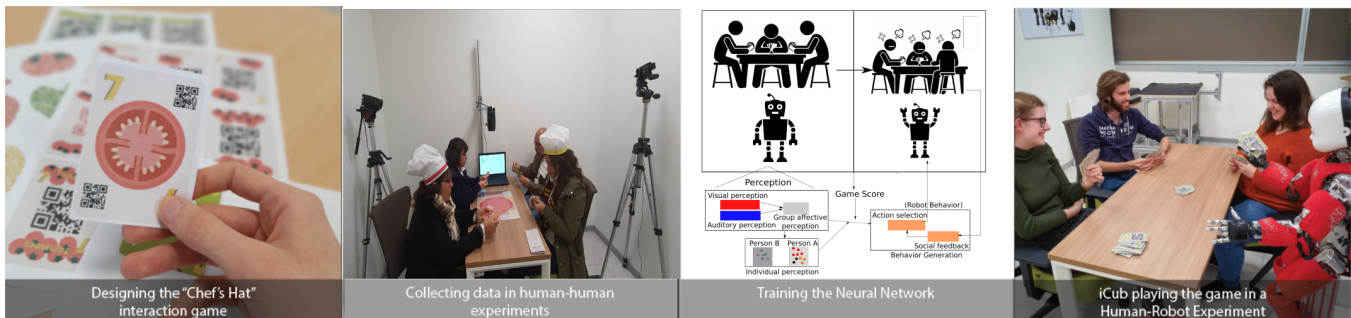 7
Designing the “Chef’s Hat”
interaction game
Collecting data in human-human
experiments
Perception
Visual perception
Auditory perception
Group affective
perception
Person B
Person A
Individual perception
Game Score
(Robot Behavior)
Action selection
Social feedback
Behavior Generation
Training the Neural Network
iCub playing the game in a
Human-Robot Experiment